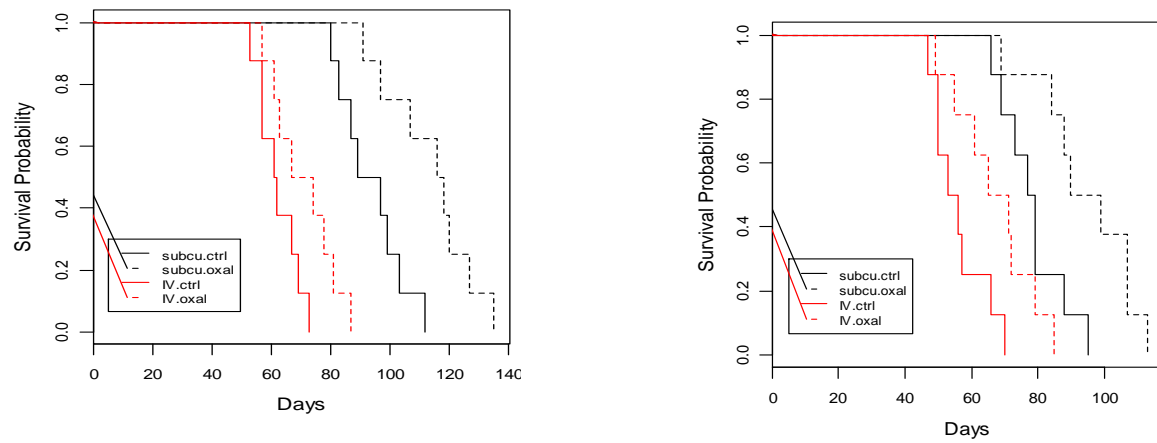 1.0
0.8
0.6
0.4
0.2
0.0
Survival Probability
subcu.ctrl
subcu.oxal
IV.ctrl
IV.oxal
0 20 40 60 80 100 120 140
Days
1.0
0.8
0.6
0.4
0.2
0.0
Survival Probability
subcu.ctrl
subcu.oxal
IV.ctrl
IV.oxal
0 20 40 60 80 100
Days